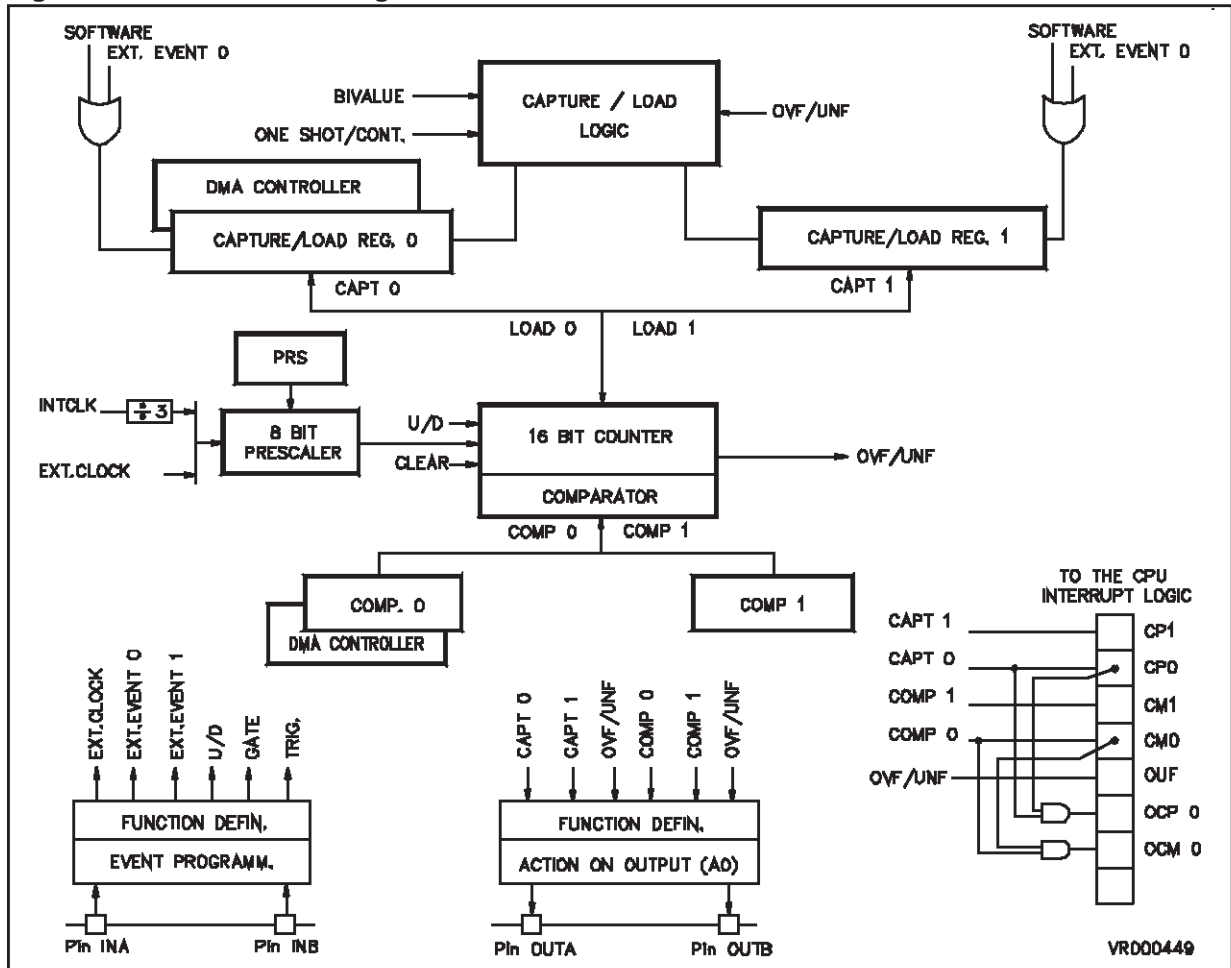 SOFTWARE
EXT. EVENT 0
SOFTWARE
EXT. EVENT 0
BIVALUE
ONE SHOT/CONT.
CAPTURE / LOAD
LOGIC
OVF/UNF
DMA CONTROLLER
CAPTURE/LOAD REG. 0
CAPTURE/LOAD REG. 1
CAPT 0
CAPT 1
LOAD 0
LOAD 1
PRS
INTCLK
÷ 3
EXT.CLOCK
8 BIT
PRESCALER
U/D
CLEAR
16 BIT COUNTER
COMPARATOR
OVF/UNF
COMP 0
COMP 1
COMP. 0
DMA CONTROLLER
COMP 1
TO THE CPU
INTERRUPT LOGIC
CAPT 1
CP1
CAPT 0
CP0
COMP 1
CM1
COMP 0
CM0
OVF/UNF
OUF
OCP 0
OCM 0
EXT.CLOCK
EXT.EVENT 0
EXT.EVENT 1
U/D
GATE
TRIG.
FUNCTION DEFIN.
EVENT PROGRAMM.
Pin INA
Pin INB
CAPT 0
CAPT 1
OVF/UNF
COMP 0
COMP 1
OVF/UNF
FUNCTION DEFIN.
ACTION ON OUTPUT (AO)
Pin OUTA
Pin OUTB
VR000449